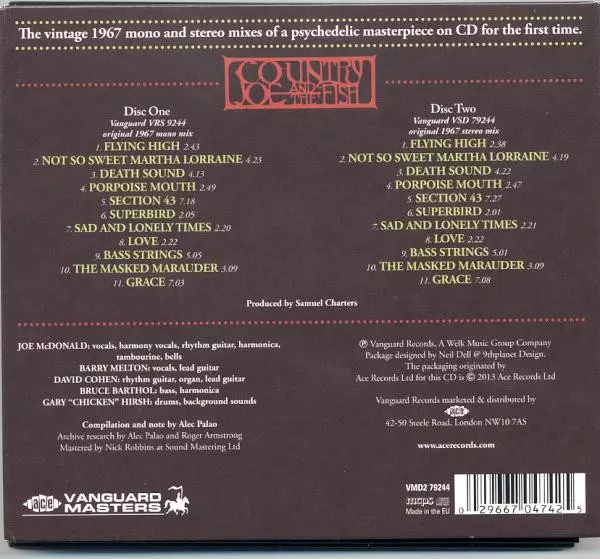 The vintage 1967 mono and stereo mixes of a psychedelic masterpiece on CD for the first time.
COUNTRY
JOE AND THE FISH
Disc One
Vanguard VRS 9244
original 1967 mono mix
1. FLYING HIGH 2.43
2. NOT SO SWEET MARTHA LORRAINE 4.23
3. DEATH SOUND 4.13
4. PORPOISE MOUTH 2.49
5. SECTION 43 7.18
6. SUPERBIRD 2.05
7. SAD AND LONELY TIMES 2.20
8. LOVE 2.22
9. BASS STRINGS 5.05
10. THE MASKED MARAUDER 3.09
11. GRACE 7.03
Disc Two
Vanguard VSD 79244
original 1967 stereo mix
1. FLYING HIGH 2.38
2. NOT SO SWEET MARTHA LORRAINE 4.19
3. DEATH SOUND 4.22
4. PORPOISE MOUTH 2.47
5. SECTION 43 7.27
6. SUPERBIRD 2.01
7. SAD AND LONELY TIMES 2.21
8. LOVE 2.22
9. BASS STRINGS 5.01
10. THE MASKED MARAUDER 3.09
11. GRACE 7.08
Produced by Samuel Charters
JOE McDONALD: vocals, harmony vocals, rhythm guitar, harmonica,
tambourine, bells
BARRY MELTON: vocals, lead guitar
DAVID COHEN: rhythm guitar, organ, lead guitar
BRUCE BARTHOL: bass, harmonica
GARY "CHICKEN" HIRSH: drums, background sounds
Compilation and note by Alec Palao
Archive research by Alec Palao and Roger Armstrong
Mastered by Nick Robbins at Sound Mastering Ltd
℗ Vanguard Records, A Welk Music Group Company
Package designed by Neil Dell @ 9thplanet Design.
The packaging originated by
Ace Records Ltd for this CD is © 2013 Ace Records Ltd
Vanguard Records marketed & distributed by
ace
42-50 Steele Road, London NW10 7AS
www.acerecords.com
ace
VANGUARD
MASTERS
VMD2 79244
mcps
Made in the EU
0 29667 04742 5